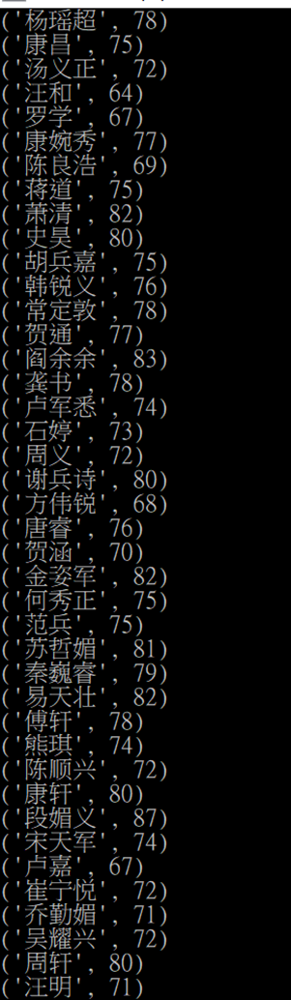 ('杨瑶超', 78)
('康昌', 75)
('汤义正', 72)
('汪和', 64)
('罗学', 67)
('康婉秀', 77)
('陈良浩', 69)
('蒋道', 75)
('萧清', 82)
('史昊', 80)
('胡兵嘉', 75)
('韩锐义', 76)
('常定敦', 78)
('贺通', 77)
('阎余余', 83)
('龚书', 78)
('卢军悉', 74)
('石婷', 73)
('周义', 72)
('谢兵诗', 80)
('方伟锐', 68)
('唐睿', 76)
('贺涵', 70)
('金姿军', 82)
('何秀正', 75)
('范兵', 75)
('苏哲媚', 81)
('秦巍睿', 79)
('易天壮', 82)
('傅轩', 78)
('熊琪', 74)
('陈顺兴', 72)
('康轩', 80)
('段媚义', 87)
('宋天军', 74)
('卢嘉', 67)
('崔宁悦', 72)
('乔勤媚', 71)
('吴耀兴', 72)
('周轩', 80)
('汪明', 71)